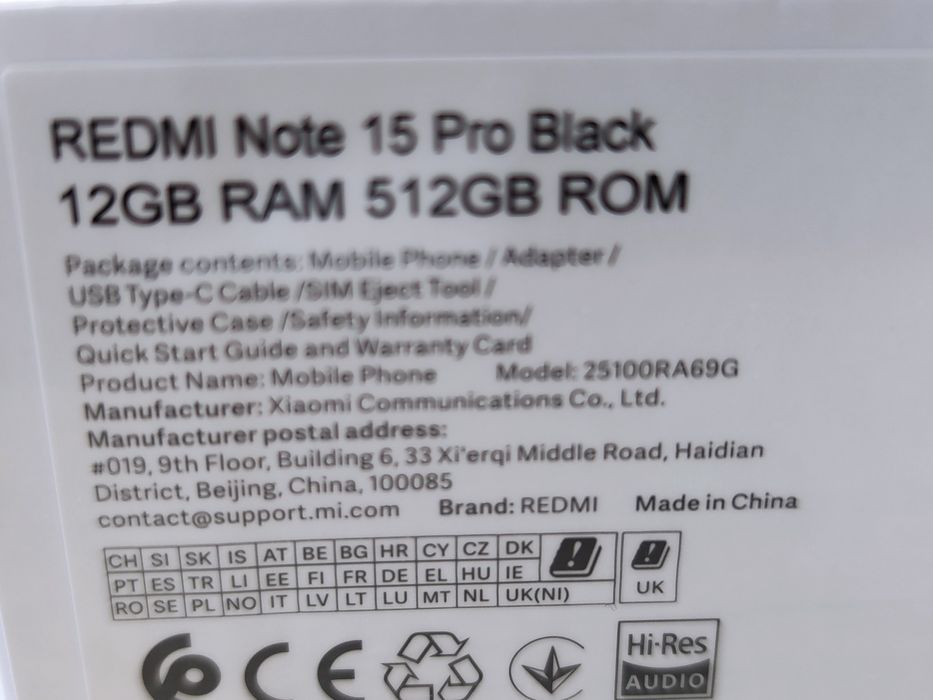 REDMI Note 15 Pro Black
12GB RAM 512GB ROM
Package contents: Mobile Phone / Adapter /
USB Type-C Cable /SIM Eject Tool /
Protective Case /Safety Information/
Quick Start Guide and Warranty Card
Product Name: Mobile Phone Model: 25100RA69G
Manufacturer: Xiaomi Communications Co., Ltd.
Manufacturer postal address:
#019, 9th Floor, Building 6, 33 Xi'erqi Middle Road, Haidian
District, Beijing, China, 100085
contact@support.mi.com Brand: REDMI Made in China
CH SI SK IS AT BE BG HR CY CZ DK
PT ES TR LI EE FI FR DE EL HU IE
RO SE PL NO IT LV LT LU MT NL UK(NI)
UK
CE
Hi-Res
AUDIO